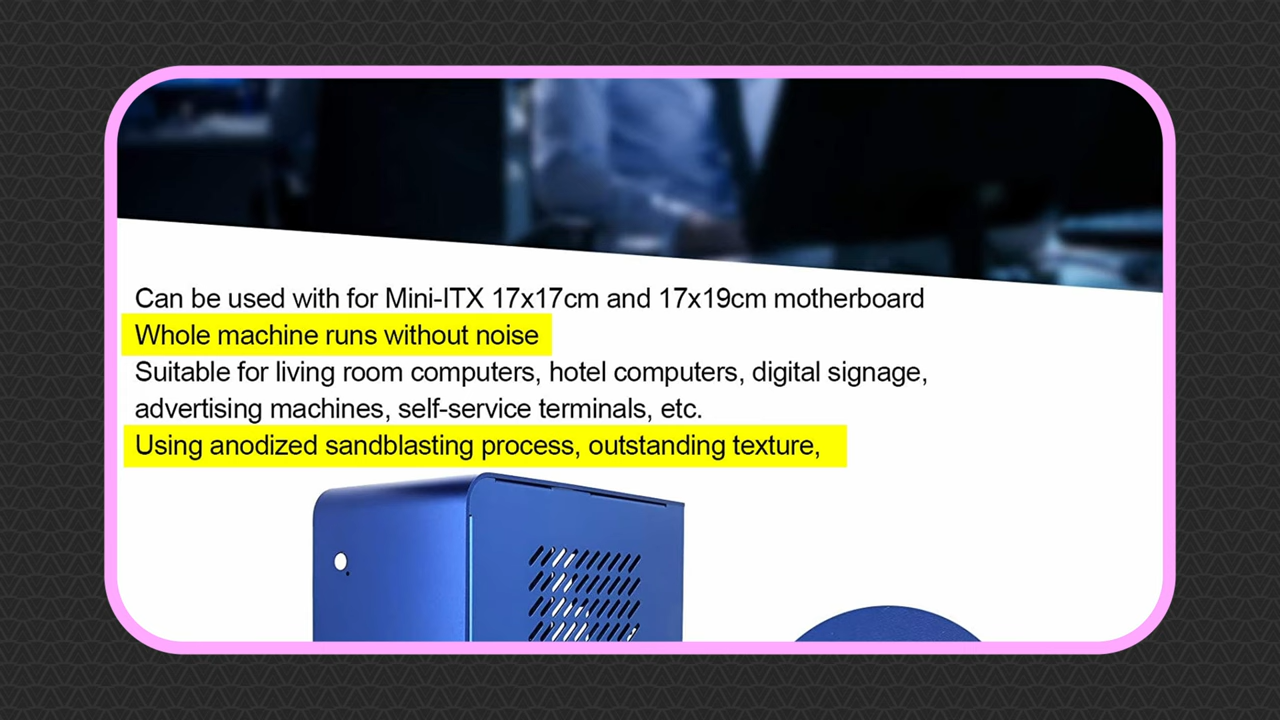 Can be used with for Mini-ITX 17x17cm and 17x19cm motherboard
Whole machine runs without noise
Suitable for living room computers, hotel computers, digital signage,
advertising machines, self-service terminals, etc.
Using anodized sandblasting process, outstanding texture,